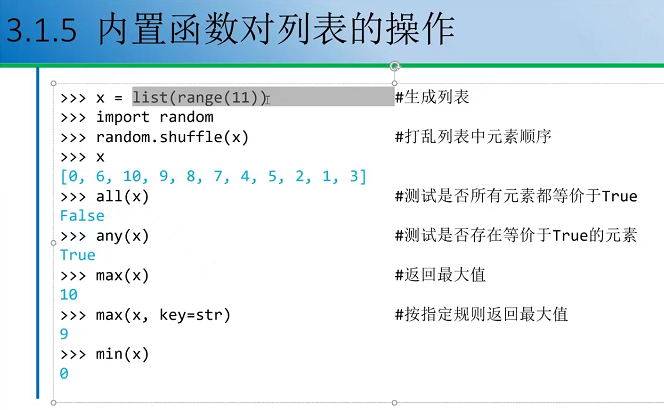 3.1.5 内置函数对列表的操作
>>> x = list(range(11)) #生成列表
>>> import random
>>> random.shuffle(x) #打乱列表中元素顺序
>>> x
[0, 6, 10, 9, 8, 7, 4, 5, 2, 1, 3]
>>> all(x) #测试是否所有元素都等价于True
False
>>> any(x) #测试是否存在等价于True的元素
True
>>> max(x) #返回最大值
10
>>> max(x, key=str) #按指定规则返回最大值
9
>>> min(x)
0